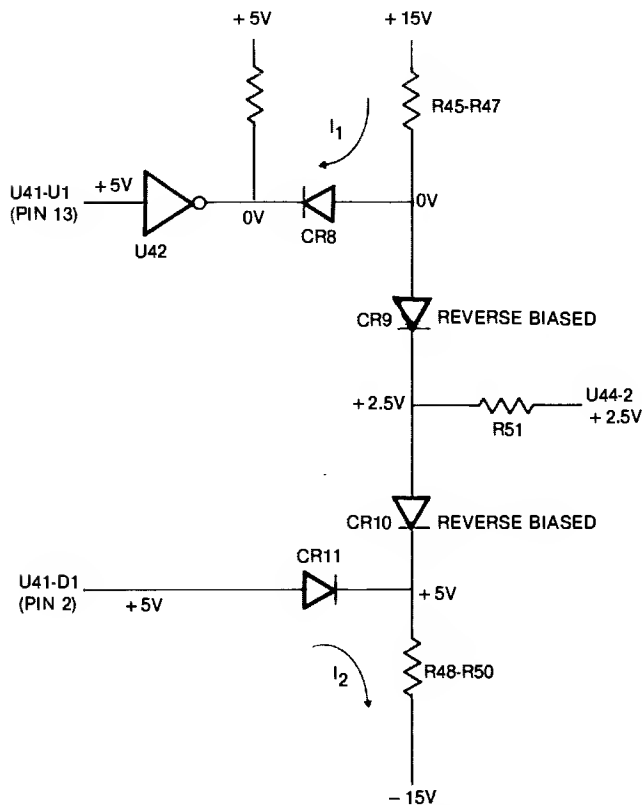 +5V
+15V
R45-R47
I1
U41-U1
(PIN 13)
+5V
0V
0V
CR8
U42
CR9
REVERSE BIASED
+2.5V
U44-2
+2.5V
R51
CR10
REVERSE BIASED
CR11
U41-D1
(PIN 2)
+5V
+5V
I2
R48-R50
-15V